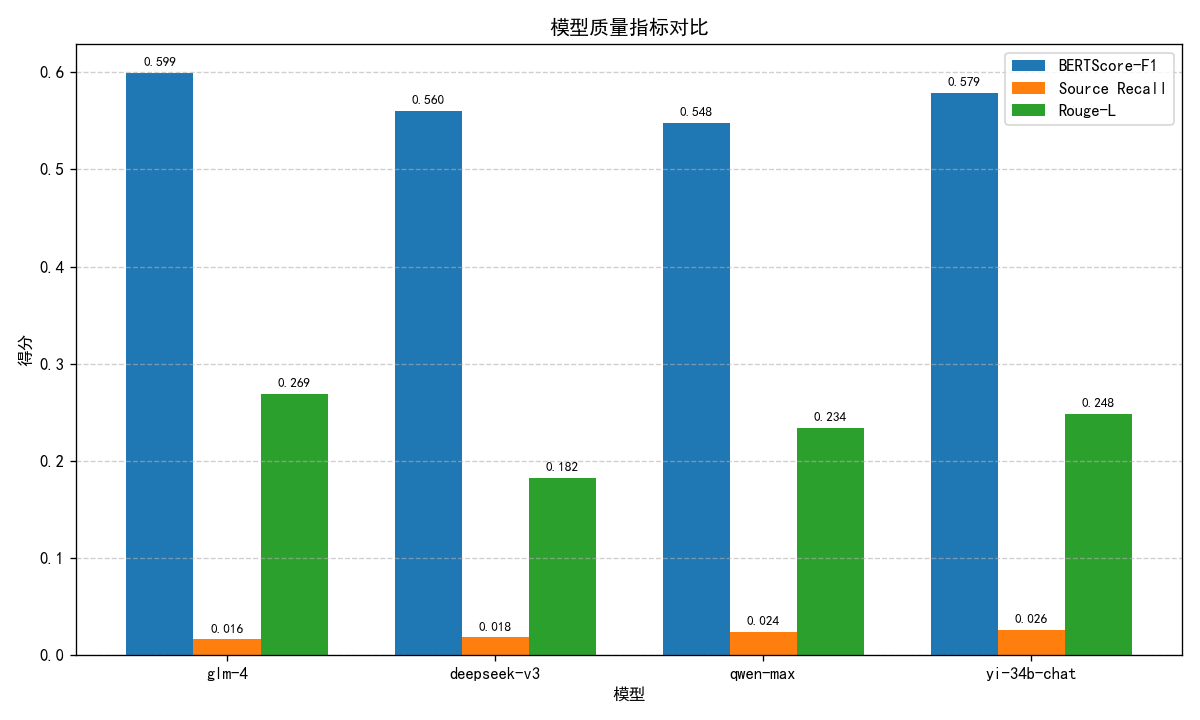 模型质量指标对比
BERTScore-F1
Source Recall
Rouge-L
得分
0.6
0.5
0.4
0.3
0.2
0.1
0.0
0.599
0.016
0.269
0.560
0.018
0.182
0.548
0.024
0.234
0.579
0.026
0.248
glm-4
deepseek-v3
qwen-max
yi-34b-chat
模型